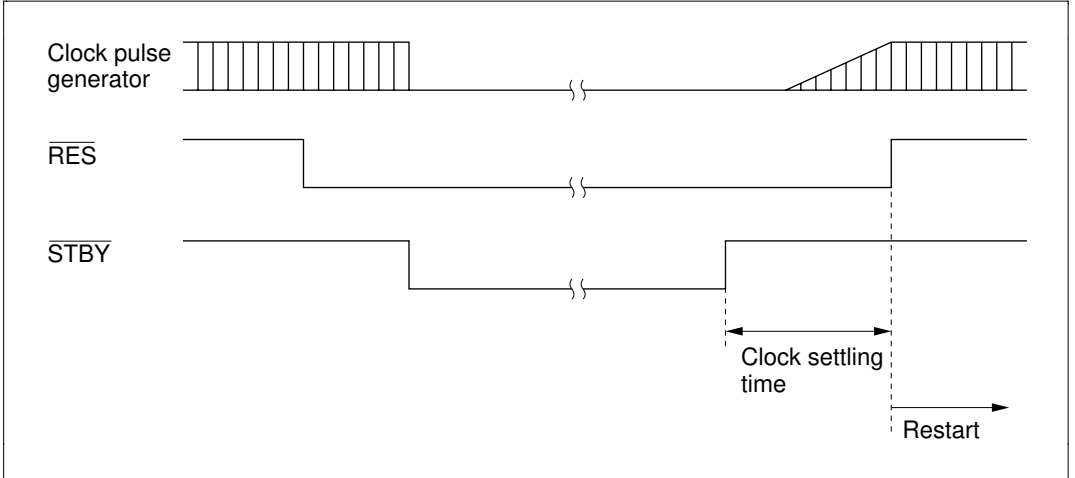 Clock pulse
generator
RES
STBY
Clock settling
time
Restart